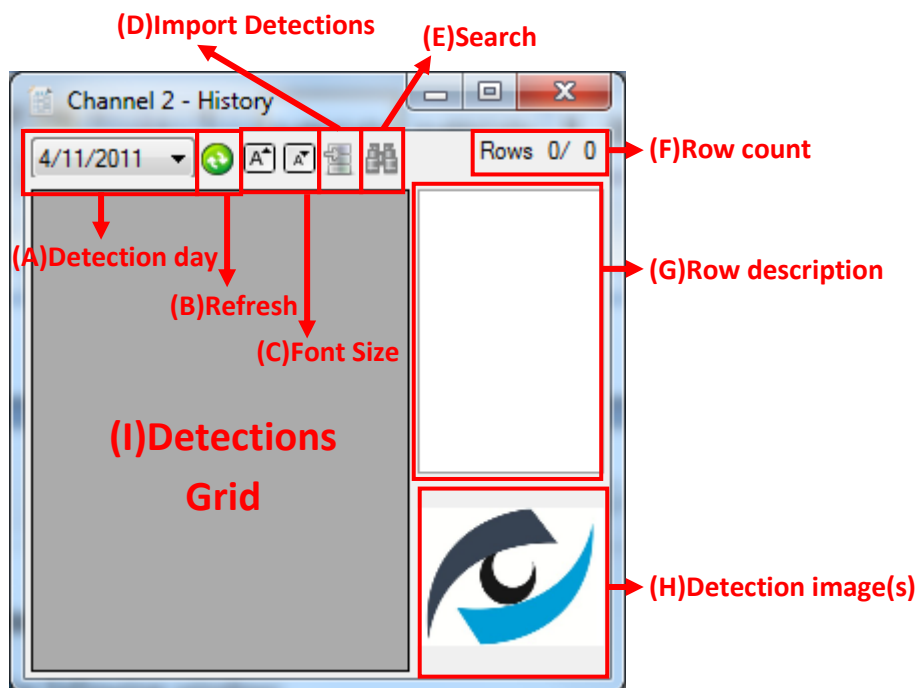 (D)Import Detections
(E)Search
Channel 2 - History
4/11/2011
A
A
Rows 0/ 0
(F)Row count
(A)Detection day
(G)Row description
(B)Refresh
(C)Font Size
(I)Detections
Grid
(H)Detection image(s)